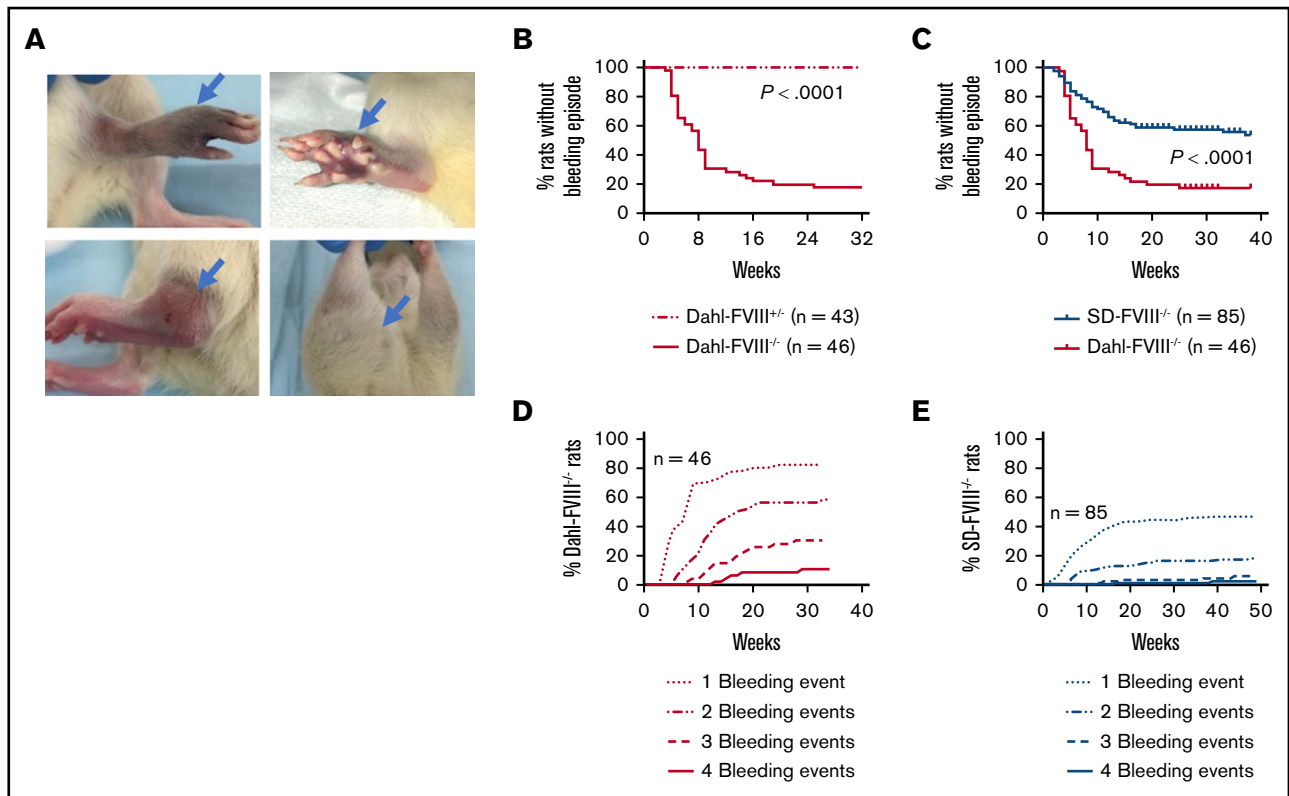 A
B
% rats without
bleeding episode
100
80
60
40
20
0
P < .0001
0 8 16 24 32
Weeks
Dahl-FVIII+/- (n = 43)
Dahl-FVIII-/- (n = 46)
C
% rats without
bleeding episode
100
80
60
40
20
0
P < .0001
0 10 20 30 40
Weeks
SD-FVIII-/- (n = 85)
Dahl-FVIII-/- (n = 46)
D
% Dahl-FVIII-/- rats
100
80
60
40
20
0
n = 46
0 10 20 30 40
Weeks
1 Bleeding event
2 Bleeding events
3 Bleeding events
4 Bleeding events
E
% SD-FVIII-/- rats
100
80
60
40
20
0
n = 85
0 10 20 30 40 50
Weeks
1 Bleeding event
2 Bleeding events
3 Bleeding events
4 Bleeding events